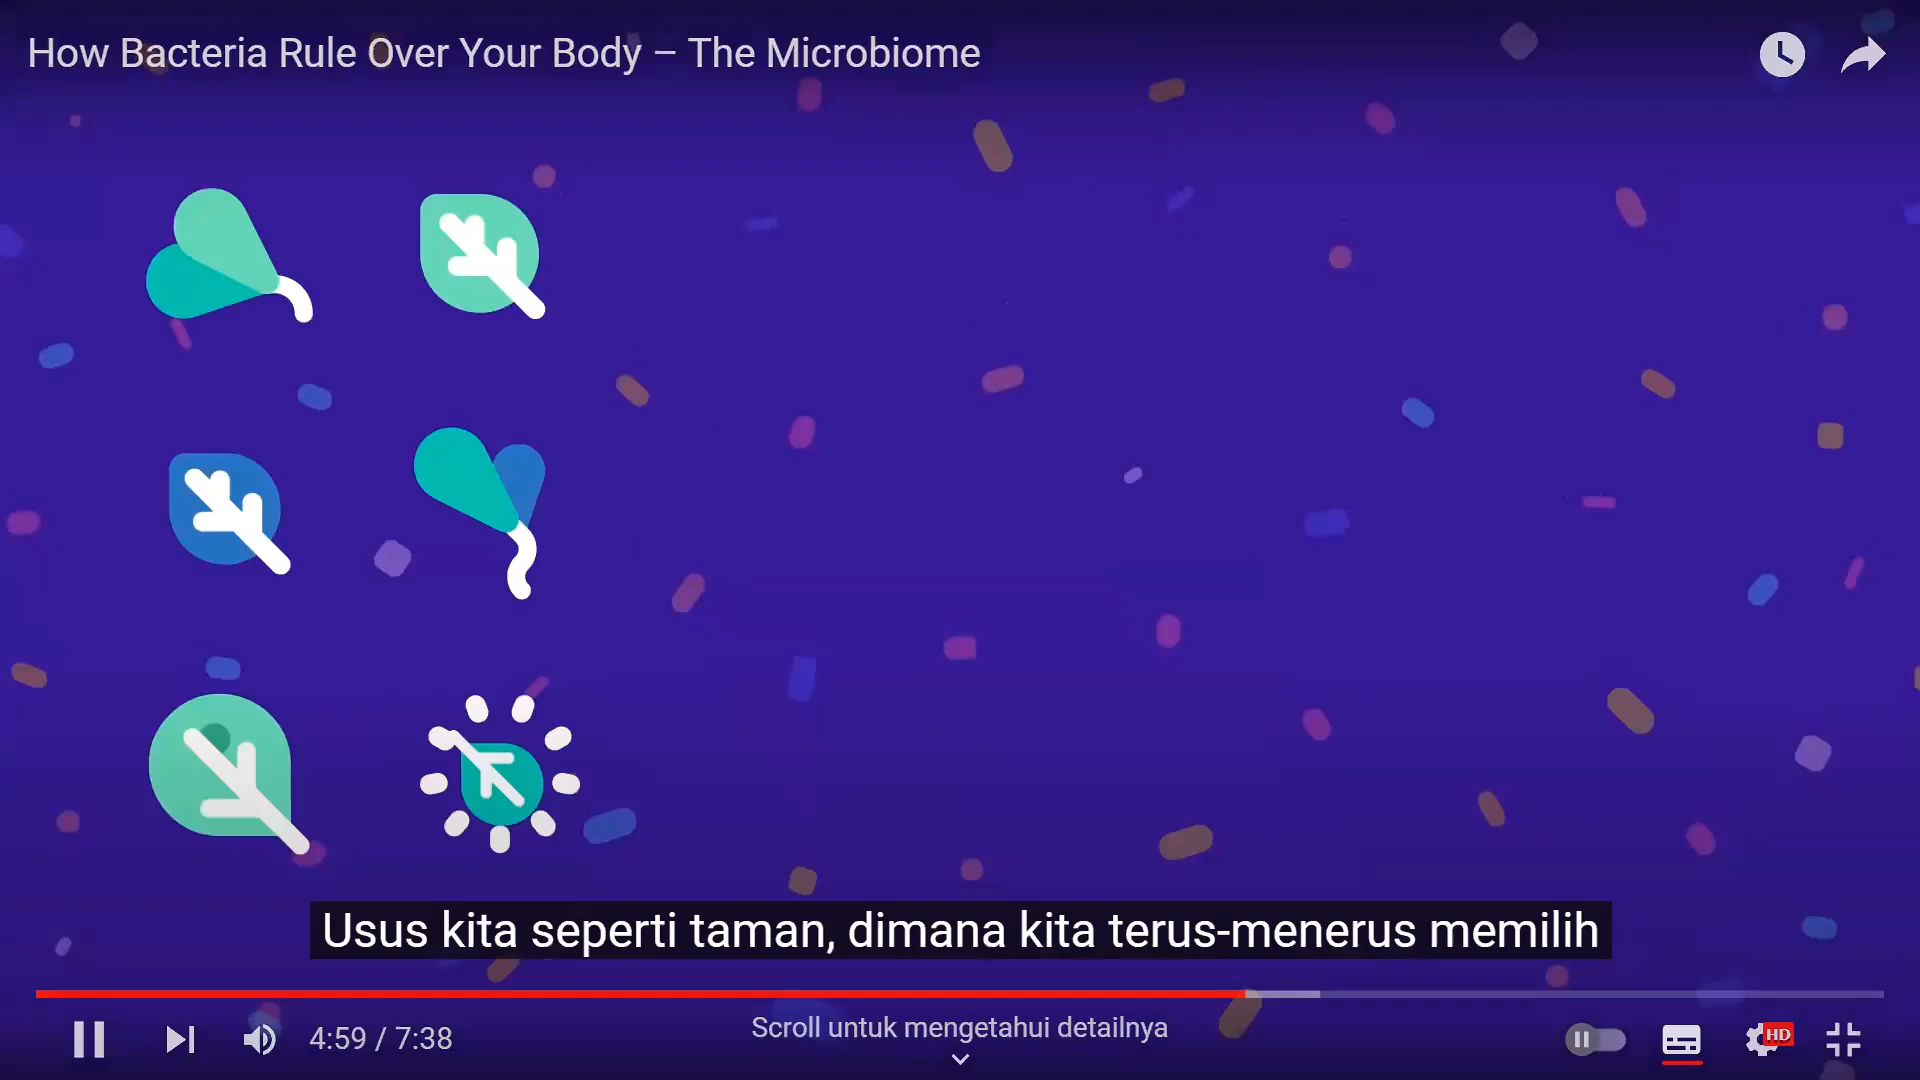 How Bacteria Rule Over Your Body – The Microbiome
Usus kita seperti taman, dimana kita terus-menerus memilih
4:59 / 7:38
Scroll untuk mengetahui detailnya
HD